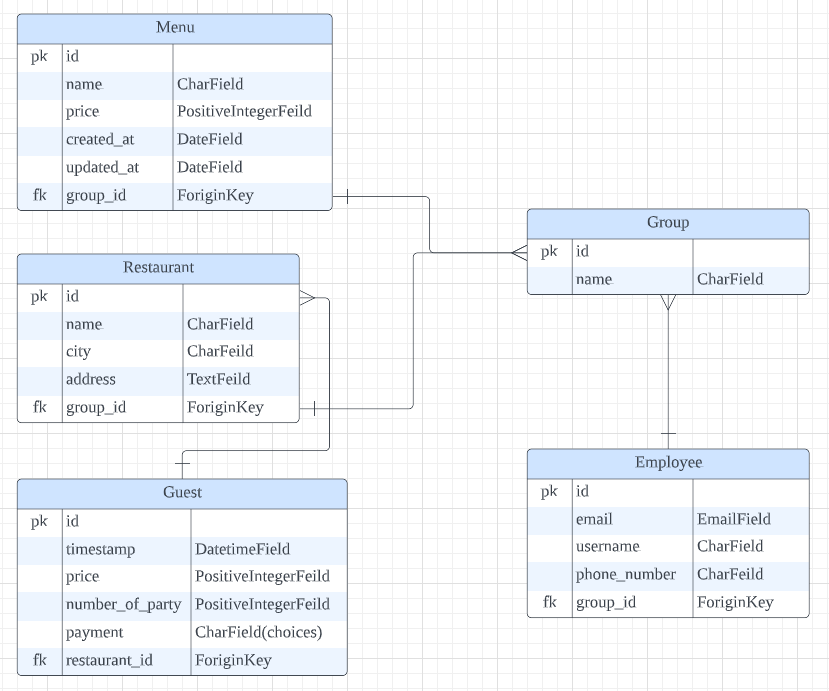 Menu
pk id
name CharField
price PositiveIntegerFeild
created_at DateField
updated_at DateField
fk group_id ForiginKey
Restaurant
pk id
name CharField
city CharFeild
address TextFeild
fk group_id ForiginKey
Guest
pk id
timestamp DatetimeField
price PositiveIntegerFeild
number_of_party PositiveIntegerFeild
payment CharField(choices)
fk restaurant_id ForiginKey
Group
pk id
name CharField
Employee
pk id
email EmailField
username CharField
phone_number CharFeild
fk group_id ForiginKey